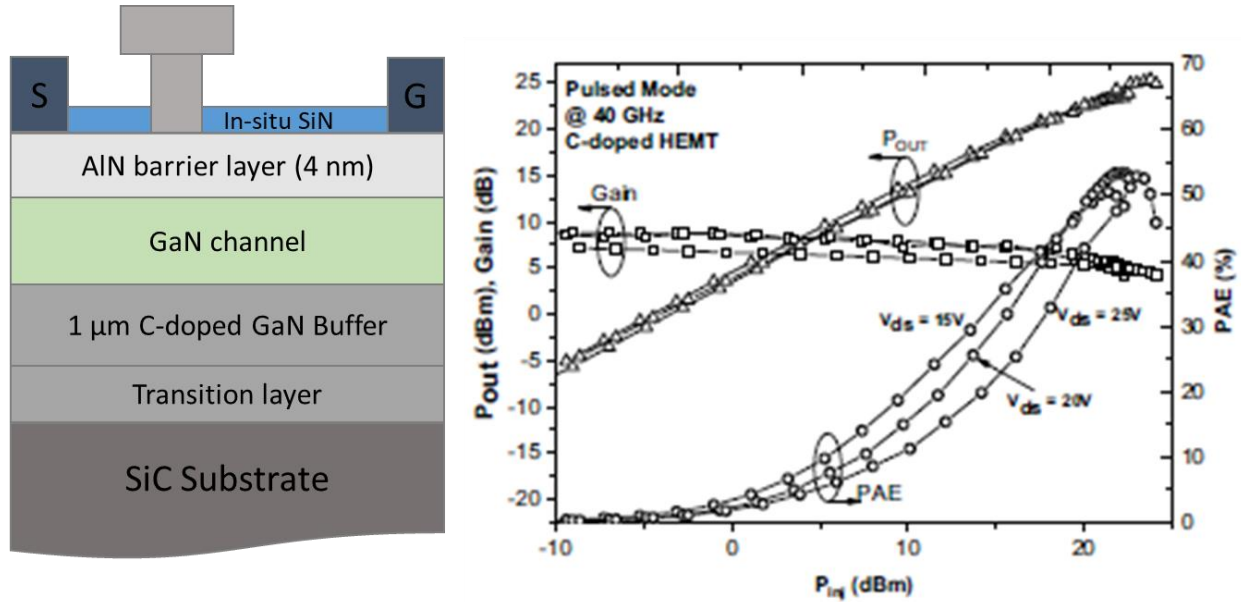 S
G
In-situ SiN
AlN barrier layer (4 nm)
GaN channel
1 µm C-doped GaN Buffer
Transition layer
SiC Substrate
Pout (dBm), Gain (dB)
25
20
15
10
5
0
-5
-10
-15
-20
Pulsed Mode
@ 40 GHz
C-doped HEMT
POUT
Gain
Vds = 15V
Vds = 25V
Vds = 20V
PAE
70
60
50
40
30
20
10
0
PAE (%)
-10
0
10
20
Pinj (dBm)